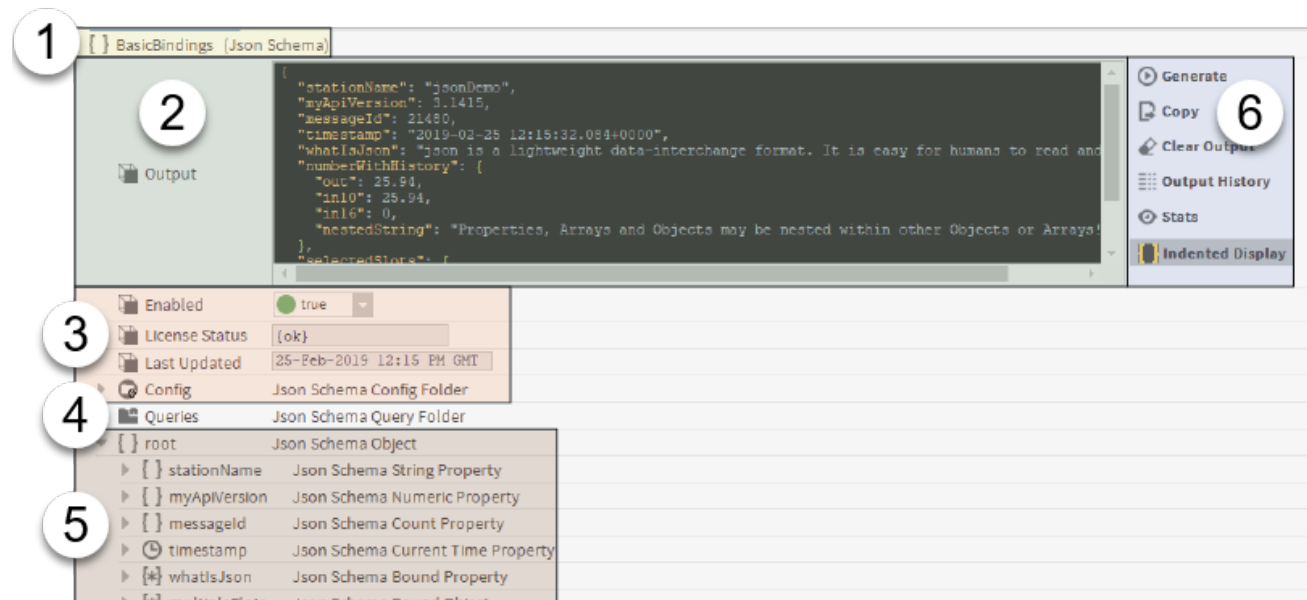 1
{ } BasicBindings (Json Schema)
2
Output
{
"stationName": "jsonDemo",
"myApiVersion": 3.1415,
"messageId": 21480,
"timestamp": "2019-02-25 12:15:32.084+0000",
"whatIsJson": "json is a lightweight data-interchange format. It is easy for humans to read and
"numberWithHistory": {
"out": 25.94,
"in10": 25.94,
"in16": 0,
"nestedString": "Properties, Arrays and Objects may be nested within other Objects or Arrays!
},
"selectedSlots": {
6
Generate
Copy
Clear Output
Output History
Stats
Indented Display
3
Enabled true
License Status {ok}
Last Updated 25-Feb-2019 12:15 PM GMT
Config Json Schema Config Folder
4
Queries Json Schema Query Folder
5
{ } root Json Schema Object
{ } stationName Json Schema String Property
{ } myApiVersion Json Schema Numeric Property
{ } messageId Json Schema Count Property
timestamp Json Schema Current Time Property
{*} whatIsJson Json Schema Bound Property